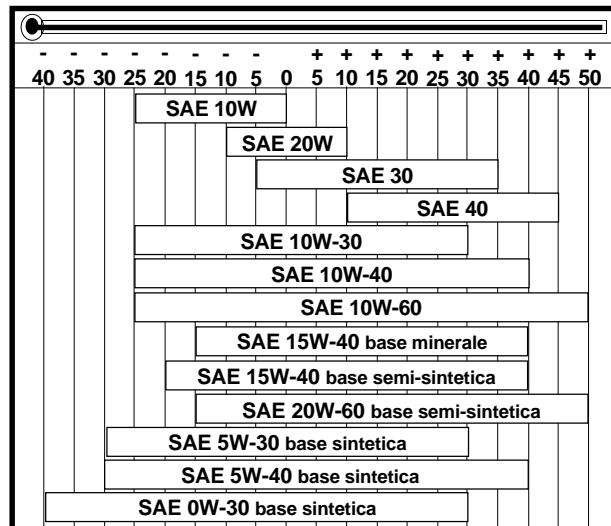 - - - - - - - - + + + + + + + + + +
40 35 30 25 20 15 10 5 0 5 10 15 20 25 30 35 40 45 50
SAE 10W
SAE 20W
SAE 30
SAE 40
SAE 10W-30
SAE 10W-40
SAE 10W-60
SAE 15W-40 base minerale
SAE 15W-40 base semi-sintetica
SAE 20W-60 base semi-sintetica
SAE 5W-30 base sintetica
SAE 5W-40 base sintetica
SAE 0W-30 base sintetica